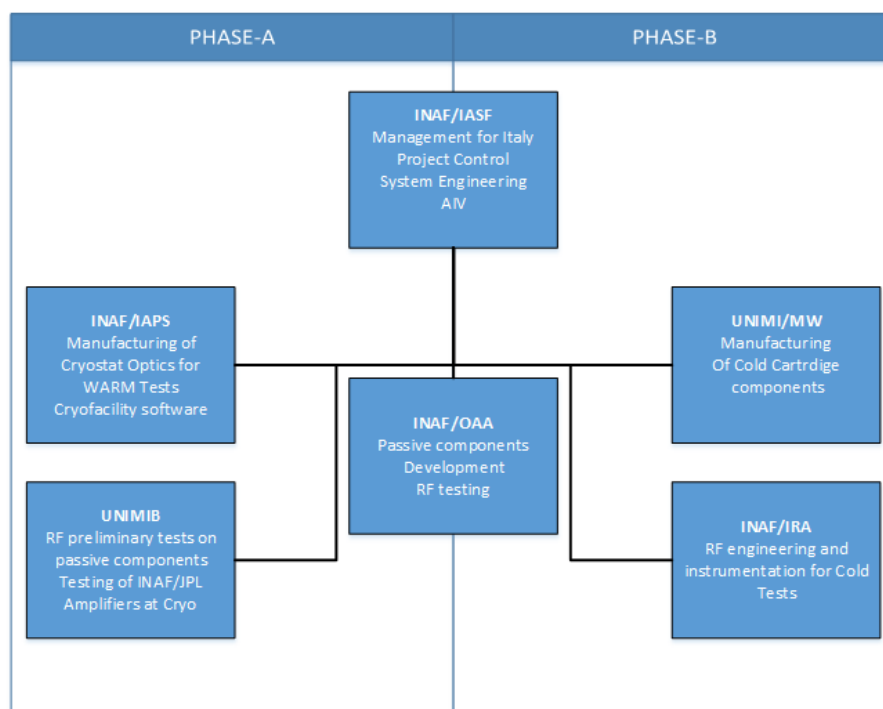 PHASE-A
PHASE-B
INAF/IASF
Management for Italy
Project Control
System Engineering
AIV
INAF/IAPS
Manufacturing of
Cryostat Optics for
WARM Tests
Cryofacility software
UNIMI/MW
Manufacturing
Of Cold Cartrdige
components
INAF/OAA
Passive components
Development
RF testing
UNIMIB
RF preliminary tests on
passive components
Testing of INAF/JPL
Amplifiers at Cryo
INAF/IRA
RF engineering and
instrumentation for Cold
Tests